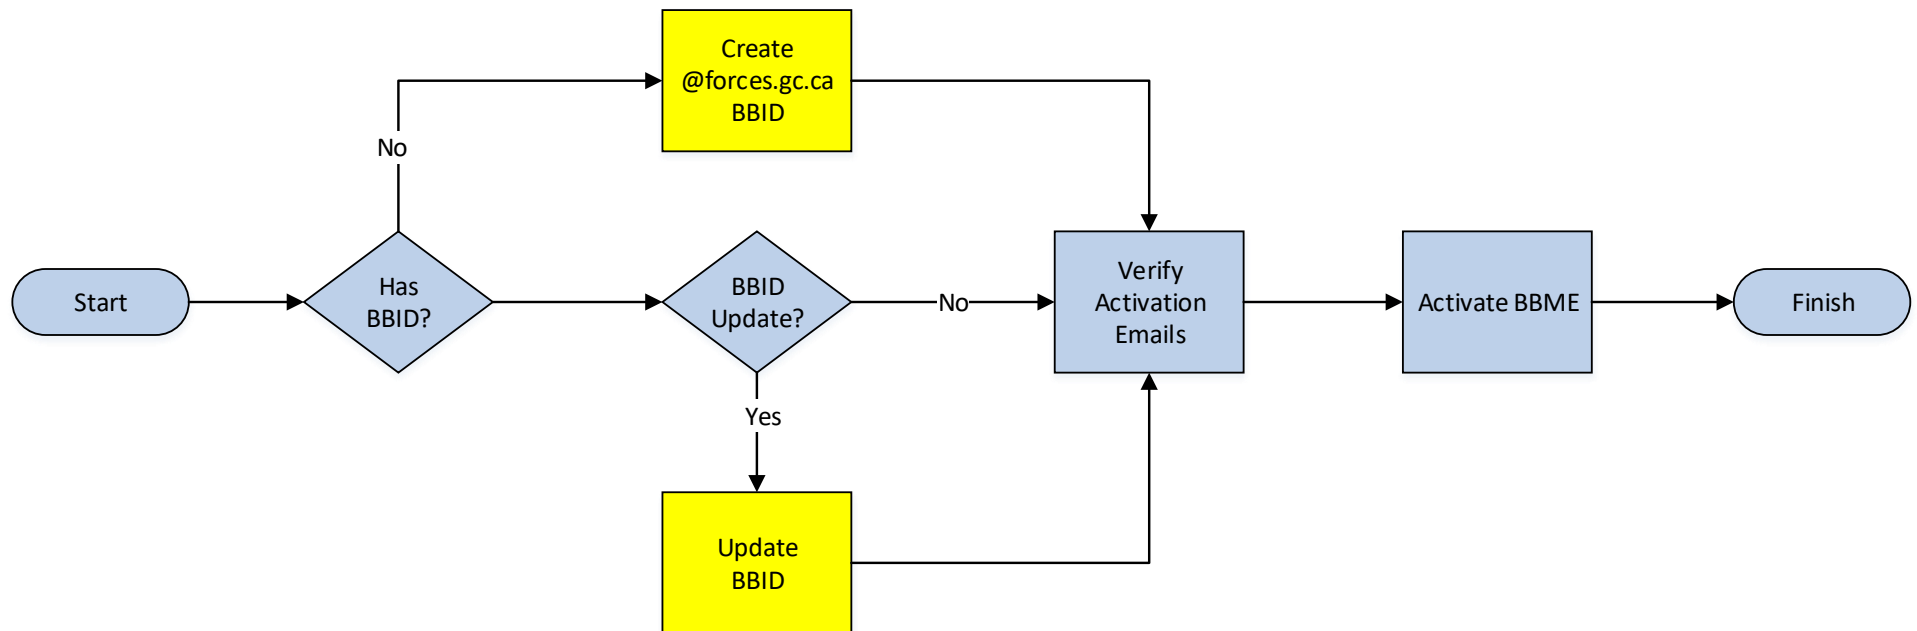 Create
@forces.gc.ca
BBID
No
Start
Has
BBID?
BBID
Update?
No
Verify
Activation
Emails
Activate BBME
Finish
Yes
Update
BBID